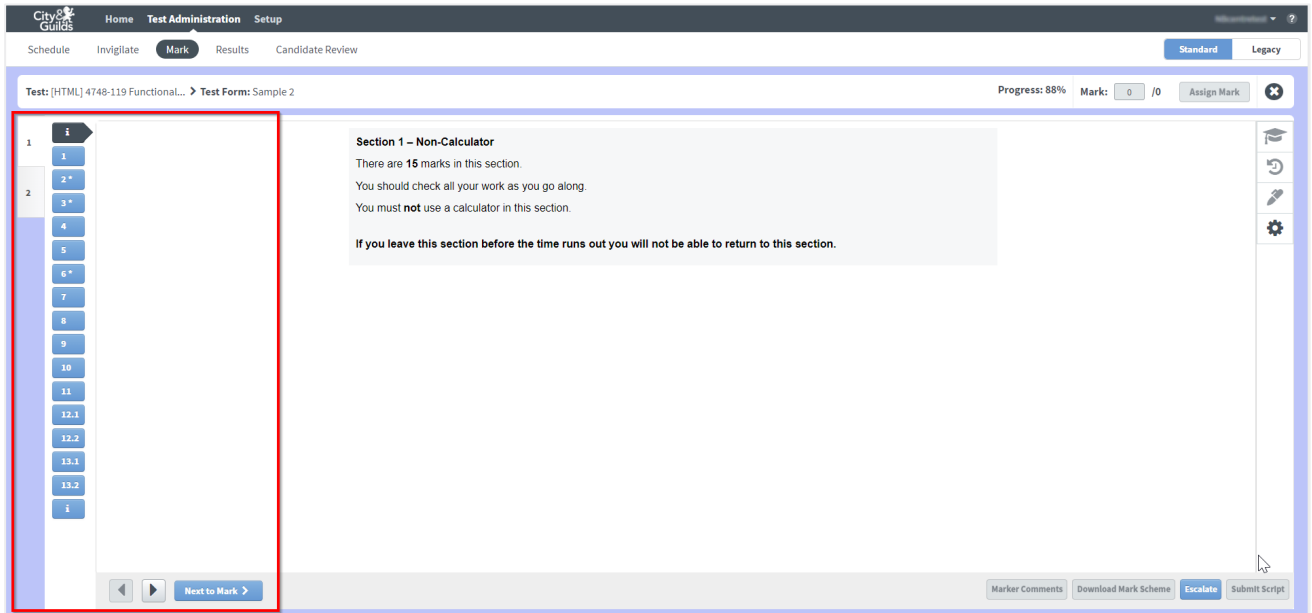 City& Guilds Home Test Administration Setup ?
Schedule Invigilate Mark Results Candidate Review Standard Legacy
Test: [HTML] 4748-119 Functional... > Test Form: Sample 2 Progress: 88% Mark: 0 /0 Assign Mark
1
2
i
1
2 *
3 *
4
5
6 *
7
8
9
10
11
12.1
12.2
13.1
13.2
i
Section 1 – Non-Calculator
There are 15 marks in this section.
You should check all your work as you go along.
You must not use a calculator in this section.
If you leave this section before the time runs out you will not be able to return to this section.
Next to Mark > Marker Comments Download Mark Scheme Escalate Submit Script